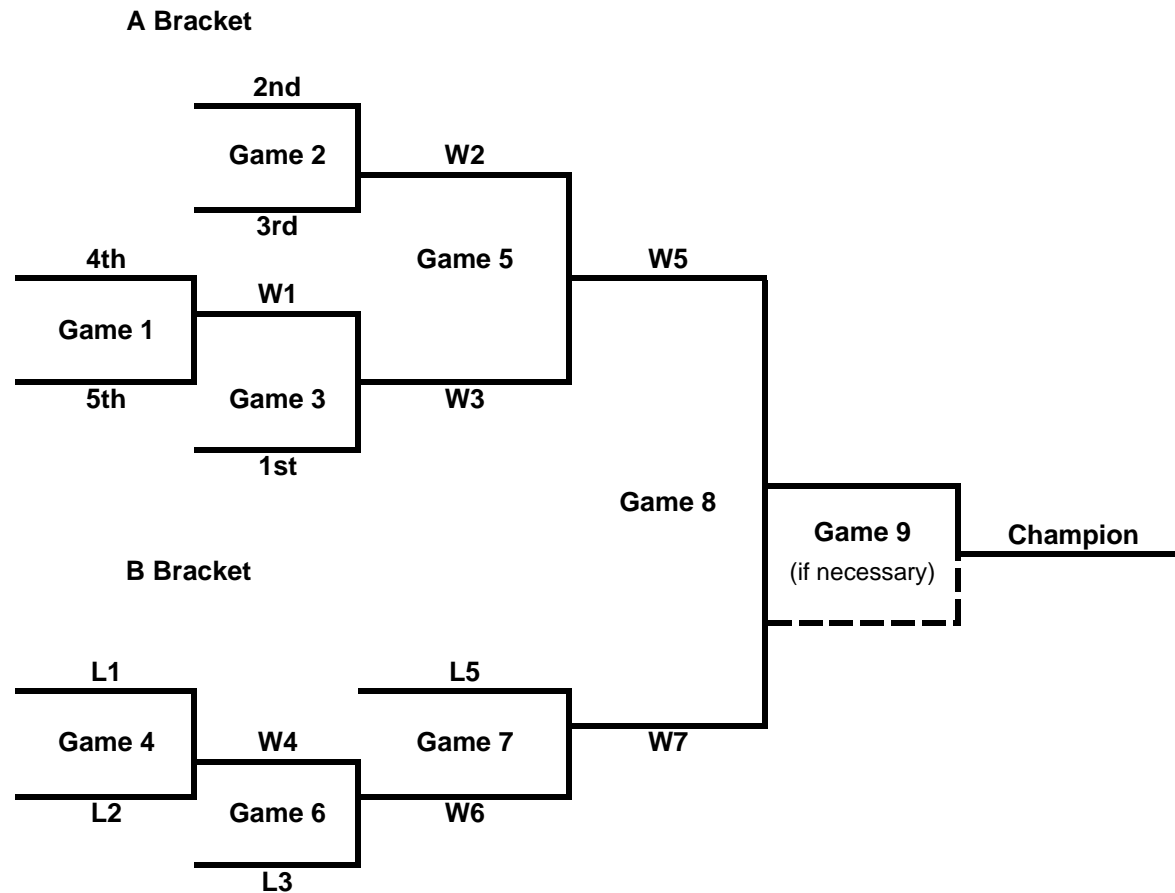 A Bracket
2nd
Game 2
W2
3rd
4th
Game 5
W5
W1
Game 1
5th
Game 3
W3
1st
Game 8
Game 9
(if necessary)
Champion
B Bracket
L1
L5
Game 4
W4
Game 7
W7
L2
Game 6
W6
L3